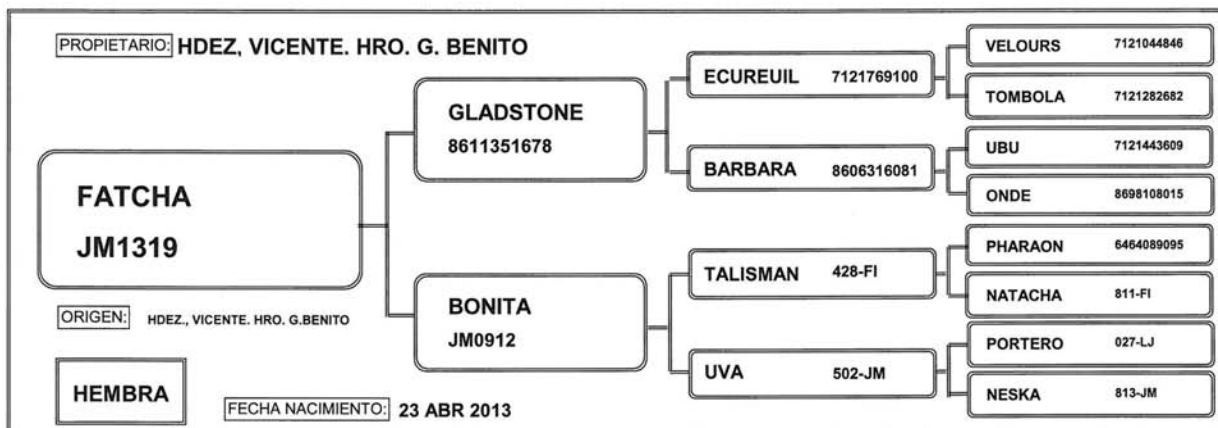 PROPIETARIO: HDEZ, VICENTE. HRO. G. BENITO
FATCHA
JM1319
ORIGEN: HDEZ., VICENTE. HRO. G.BENITO
HEMBRA
FECHA NACIMIENTO: 23 ABR 2013
GLADSTONE
8611351678
BONITA
JM0912
ECUREUIL 7121769100
BARBARA 8606316081
TALISMAN 428-FI
UVA 502-JM
VELOURS 7121044846
TOMBOLA 7121282682
UBU 7121443609
ONDE 8698108015
PHARAON 6464089095
NATACHA 811-FI
PORTERO 027-LJ
NESKA 813-JM